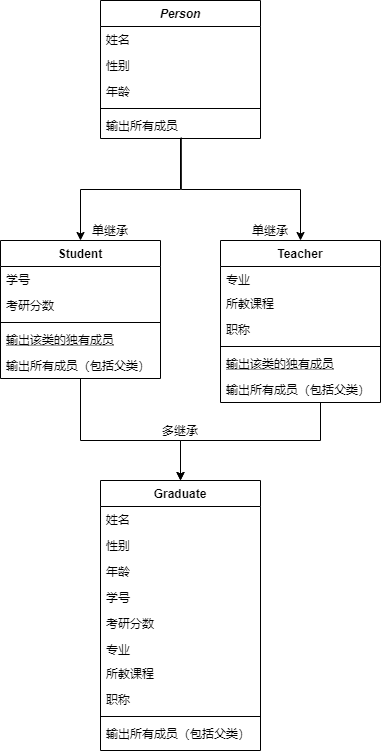 Person
姓名
性别
年龄
输出所有成员
单继承
单继承
Student
学号
考研分数
输出该类的独有成员
输出所有成员（包括父类）
Teacher
专业
所教课程
职称
输出该类的独有成员
输出所有成员（包括父类）
多继承
Graduate
姓名
性别
年龄
学号
考研分数
专业
所教课程
职称
输出所有成员（包括父类）